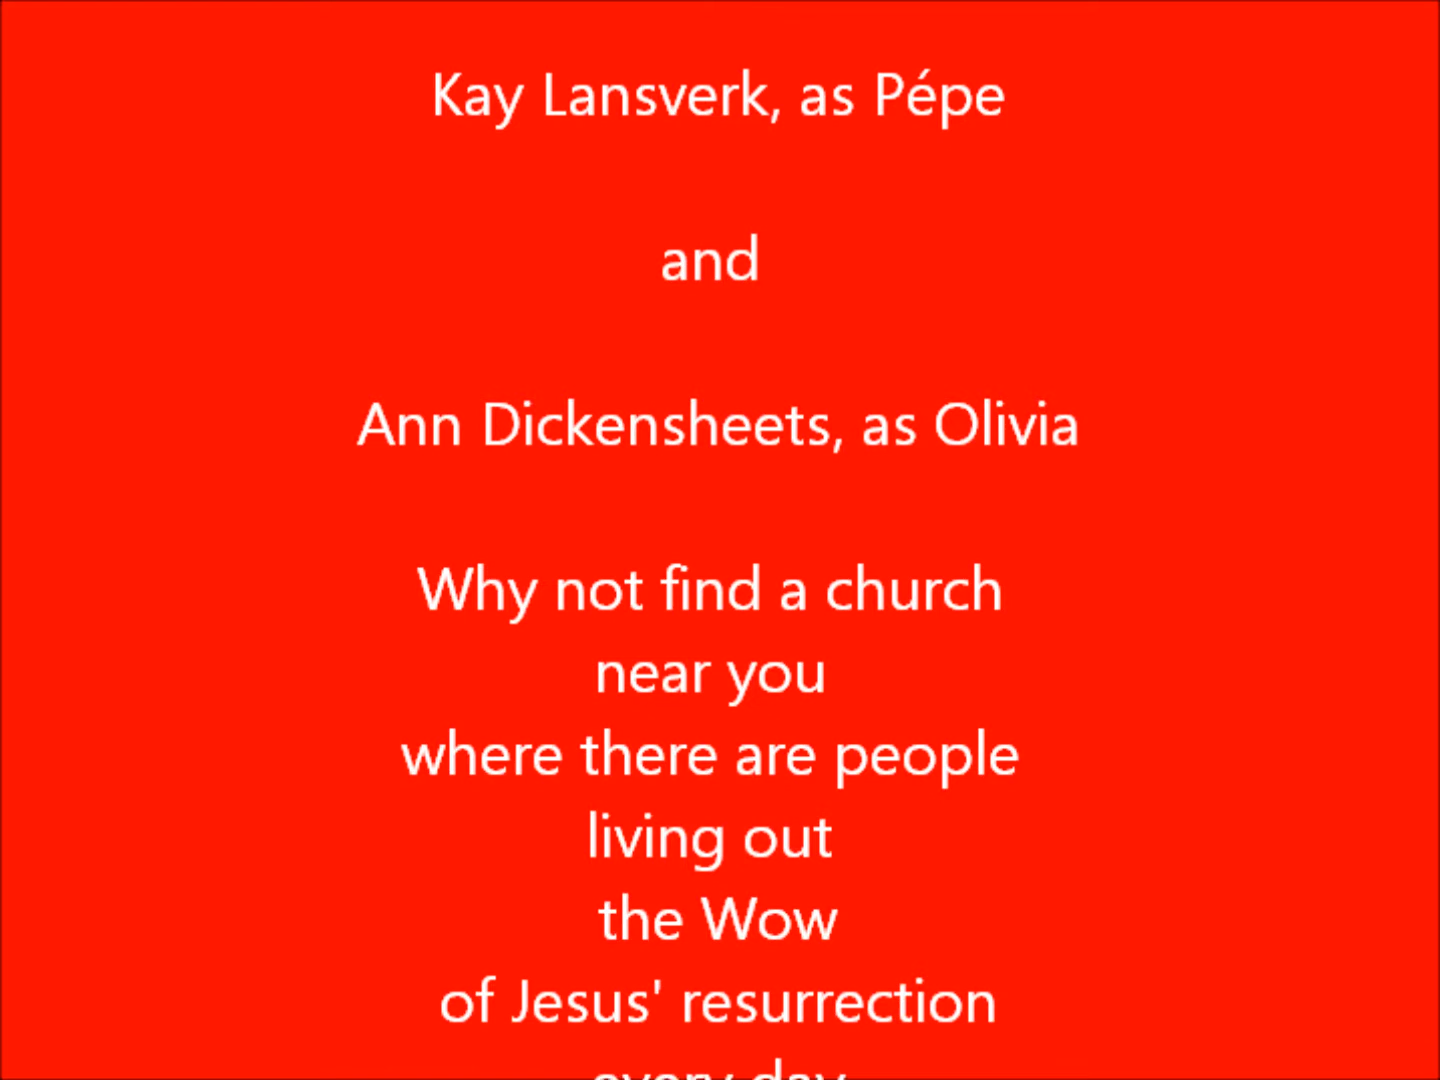 Kay Lansverk, as Pépe
and
Ann Dickensheets, as Olivia
Why not find a church
near you
where there are people
living out
the Wow
of Jesus' resurrection
every day